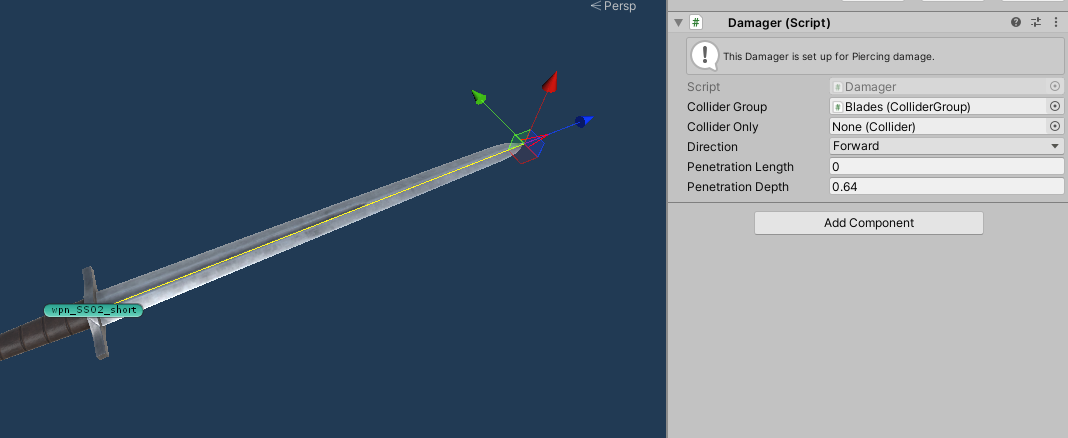 Persp
wpn_SS02_short
Damager (Script)
This Damager is set up for Piercing damage.
Script Damager
Collider Group Blades (ColliderGroup)
Collider Only None (Collider)
Direction Forward
Penetration Length 0
Penetration Depth 0.64
Add Component